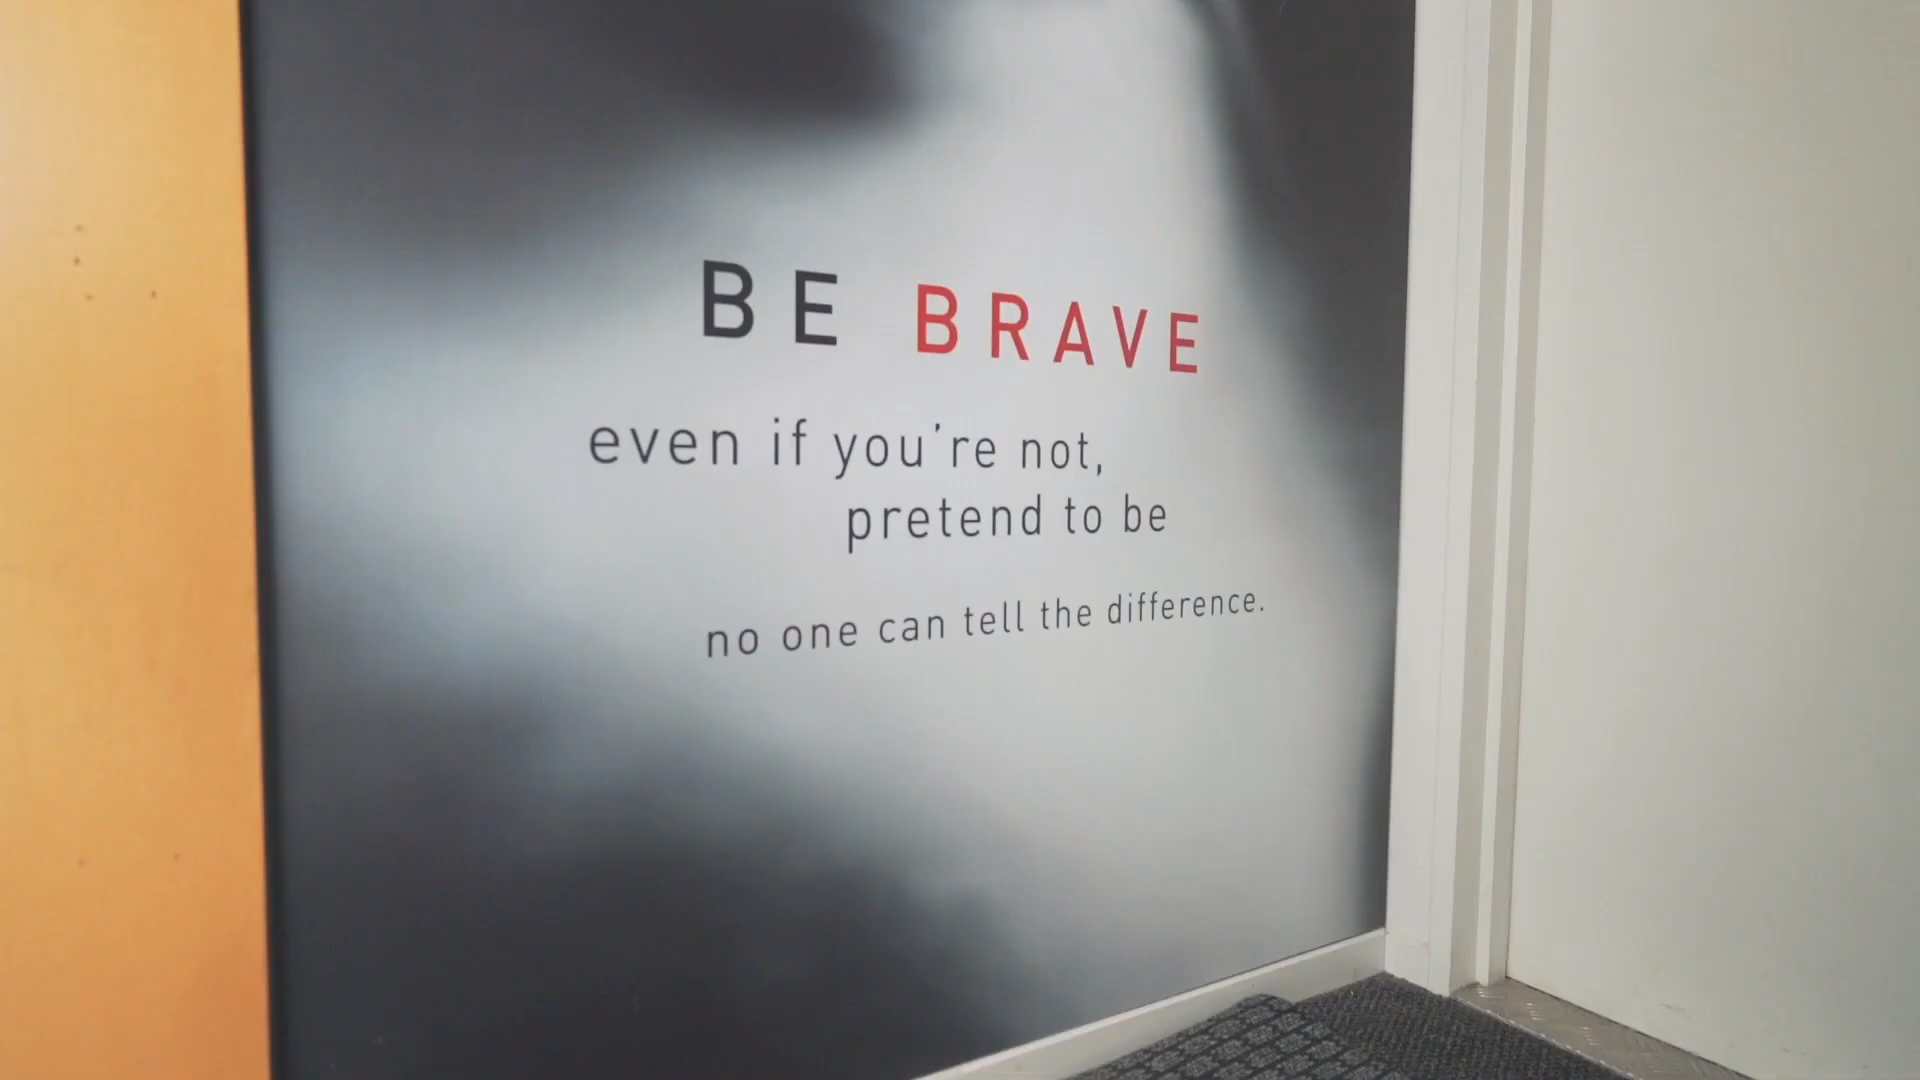 BE BRAVE
even if you're not,
pretend to be
no one can tell the difference.